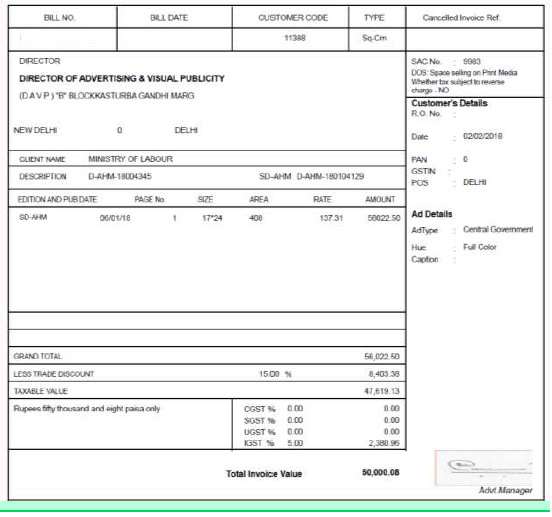 BILL NO. BILL DATE CUSTOMER CODE TYPE Cancelled Invoice Ref.
11398 Sq.Cm
DIRECTOR
DIRECTOR OF ADVERTISING & VISUAL PUBLICITY
(D A V P ) "B" BLOCKKASTURBA GANDHI MARG
NEW DELHI 0 DELHI
SAC No. : 9983
DOS: Space selling on Print Media
Whether tax subject to reverse
charge - NO
Customer's Details
R.O. No. :
Date : 02/02/2018
PAN : 0
GSTIN :
POS : DELHI
CLIENT NAME MINISTRY OF LABOUR
DESCRIPTION D-AHM-18004345 SD-AHM D-AHM-180104129
EDITION AND PUB DATE PAGE No SIZE AREA RATE AMOUNT
SD-AHM 06/01/18 1 17*24 408 137.31 56022.50
Ad Details
AdType : Central Government
Hue : Full Color
Caption :
GRAND TOTAL 56,022.50
LESS TRADE DISCOUNT 15.00 % 8,403.38
TAXABLE VALUE 47,619.13
Rupees fifty thousand and eight paisa only
CGST % 0.00 0.00
SGST % 0.00 0.00
UGST % 0.00 0.00
IGST % 5.00 2,380.96
Total Invoice Value 50,000.08
Advt.Manager